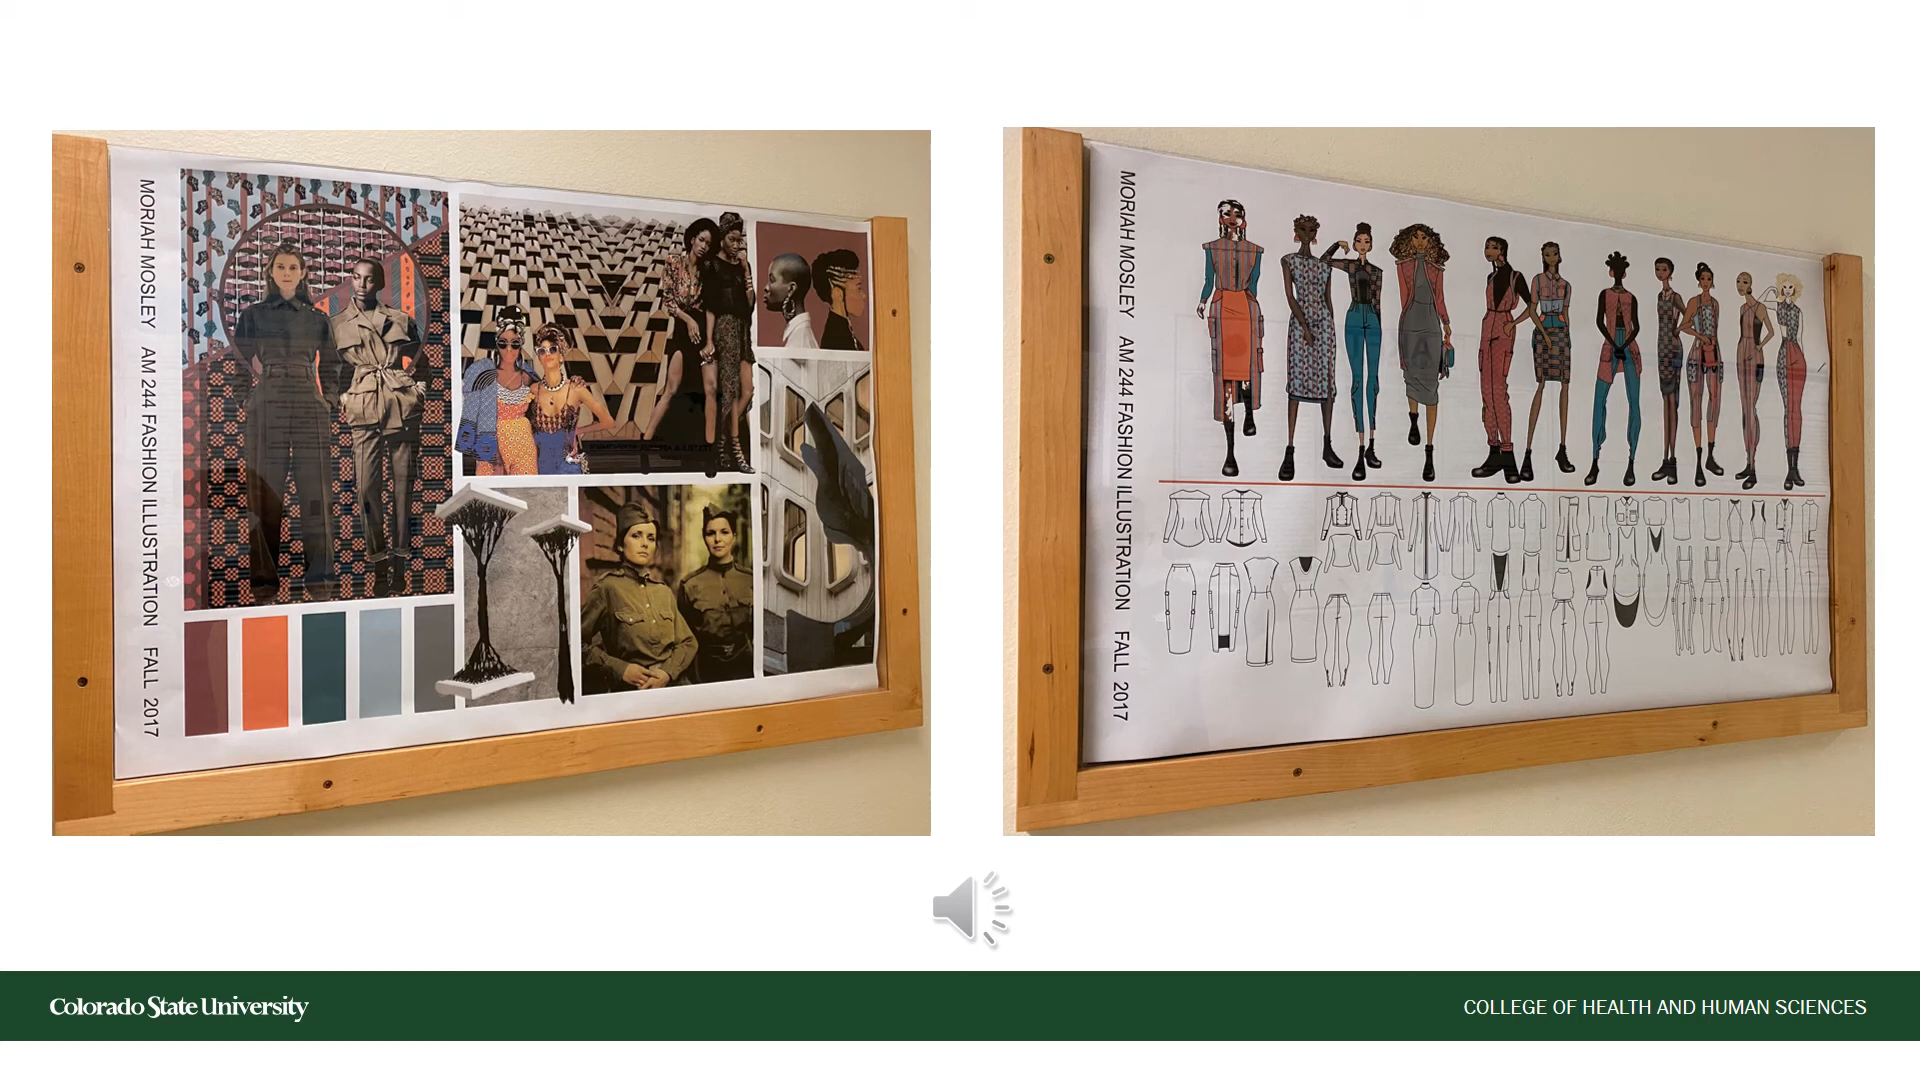 MORIAH MOSLEY AM 244 FASHION ILLUSTRATION FALL 2017
MORIAH MOSLEY AM 244 FASHION ILLUSTRATION FALL 2017
Colorado State University
COLLEGE OF HEALTH AND HUMAN SCIENCES